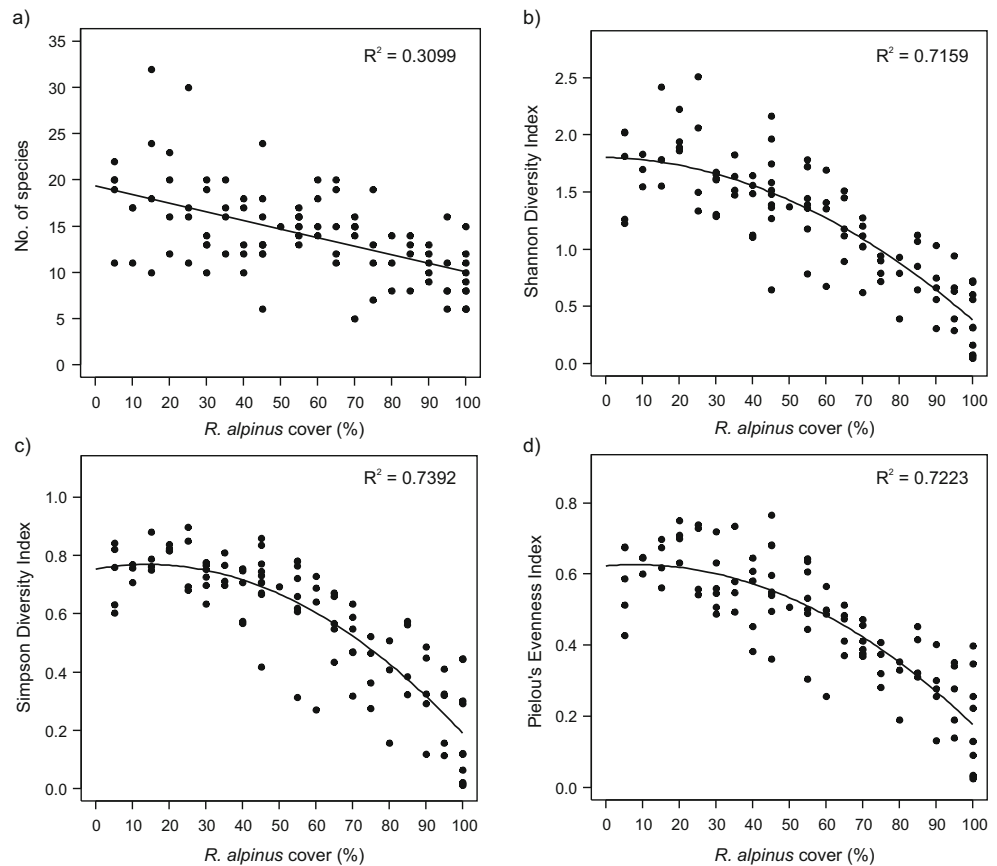 a)
R² = 0.3099
No. of species
35
30
25
20
15
10
5
0
0 10 20 30 40 50 60 70 80 90 100
R. alpinus cover (%)
b)
R² = 0.7159
Shannon Diversity Index
2.5
2.0
1.5
1.0
0.5
0.0
0 10 20 30 40 50 60 70 80 90 100
R. alpinus cover (%)
c)
R² = 0.7392
Simpson Diversity Index
1.0
0.8
0.6
0.4
0.2
0.0
0 10 20 30 40 50 60 70 80 90 100
R. alpinus cover (%)
d)
R² = 0.7223
Pielou's Evenness Index
0.8
0.6
0.4
0.2
0.0
0 10 20 30 40 50 60 70 80 90 100
R. alpinus cover (%)